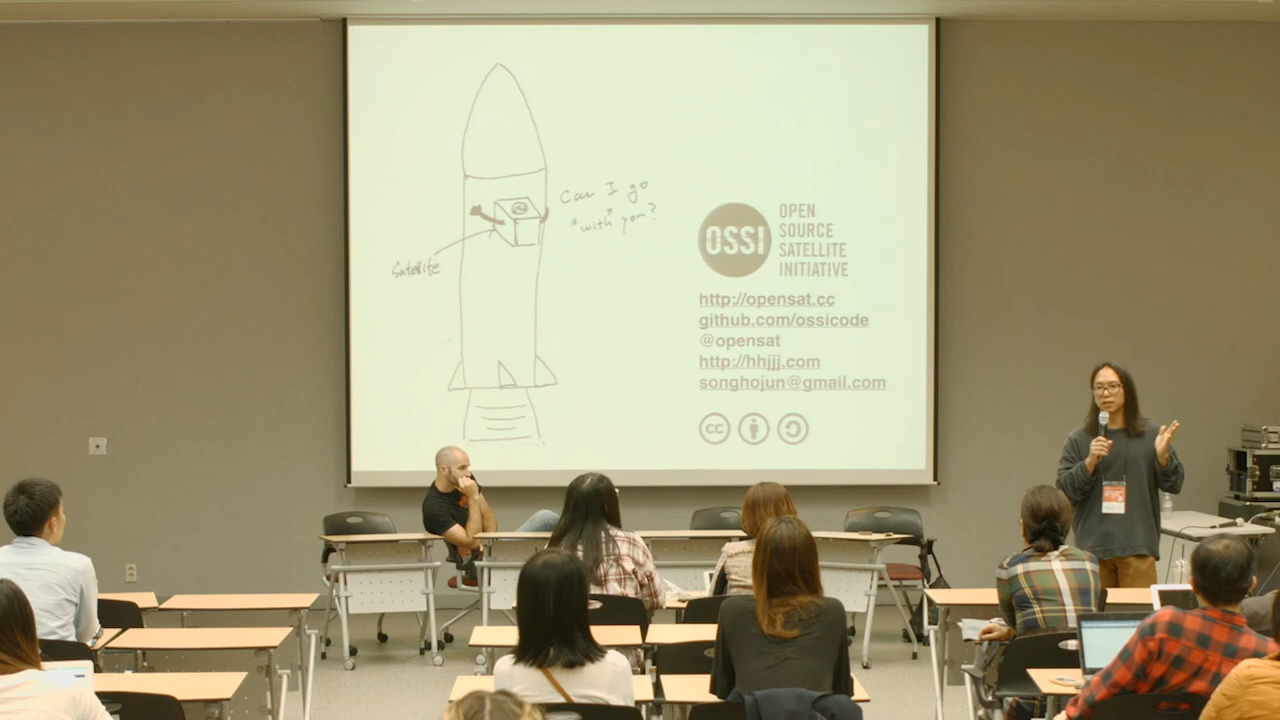 Can I go
"with" you?
Satellite
OSSI
OPEN
SOURCE
SATELLITE
INITIATIVE
http://opensat.cc
github.com/ossicode
@opensat
http://hhjjj.com
songhojun@gmail.com
cc